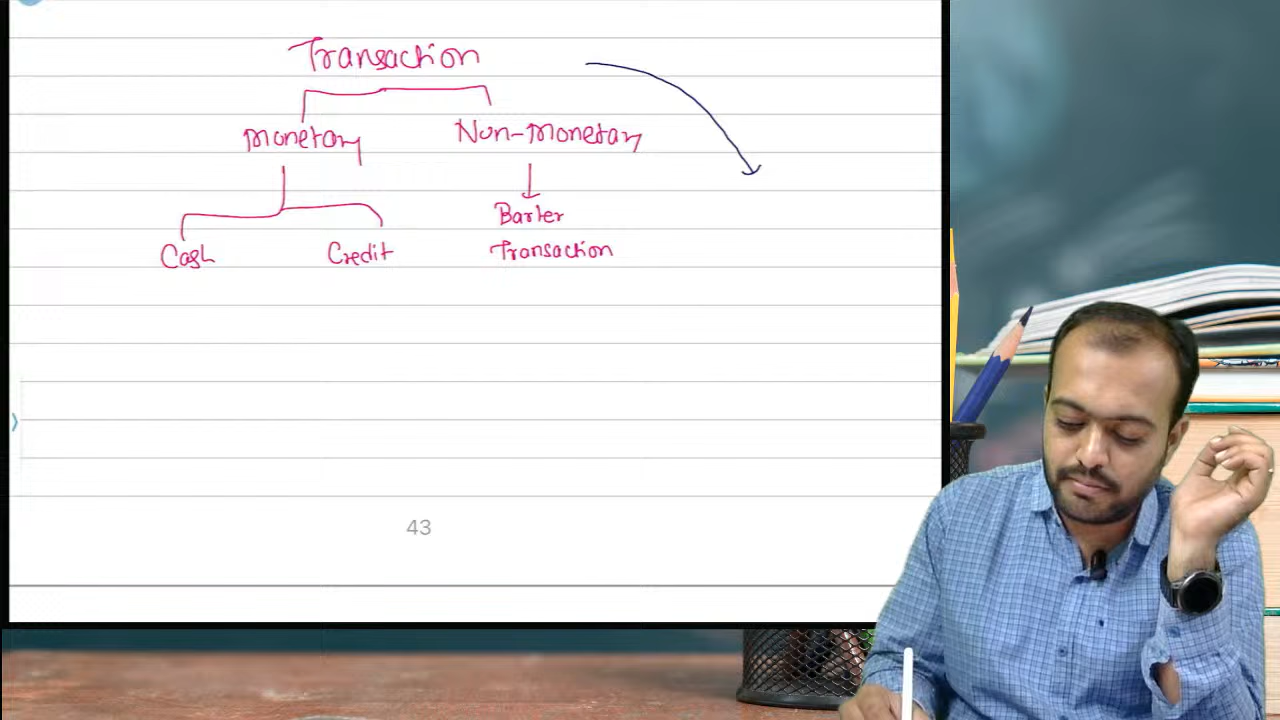 Transaction
Monetary
Non-Monetary
Cash
Credit
Barter
Transaction
43